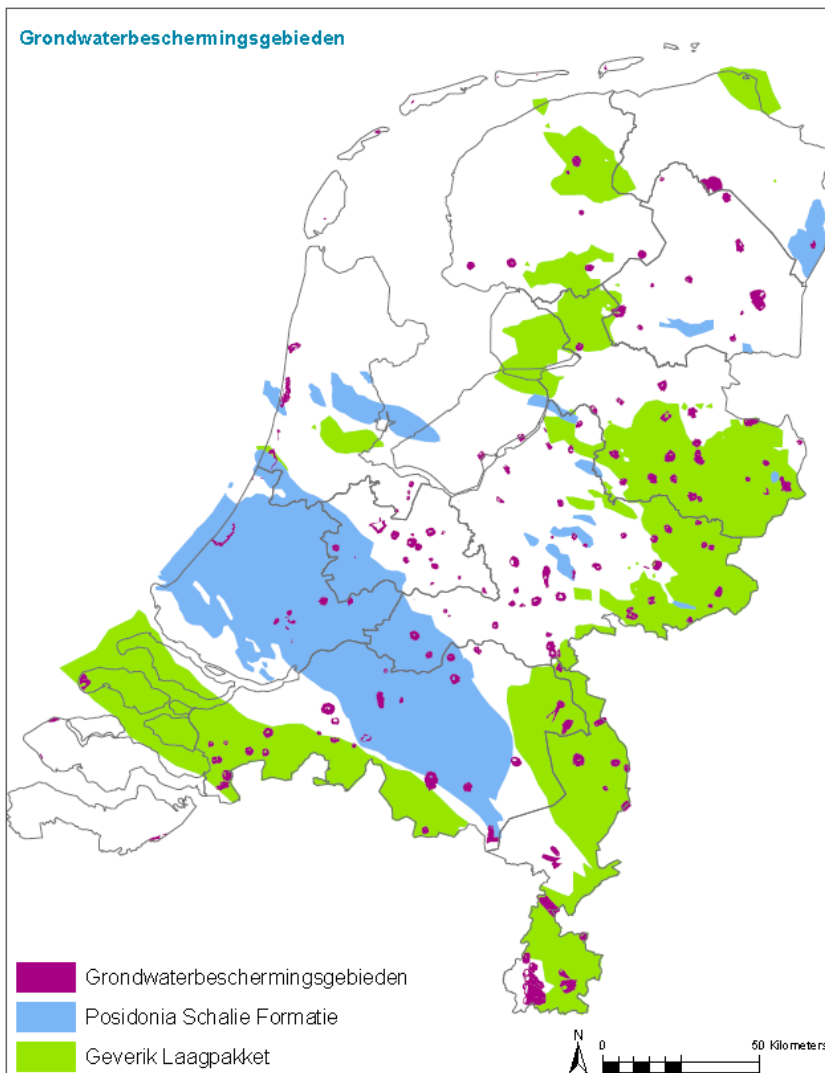 Grondwaterbeschermingsgebieden
Grondwaterbeschermingsgebieden
Posidonia Schalie Formatie
Geverik Laagpakket
N
0
50 Kilometers